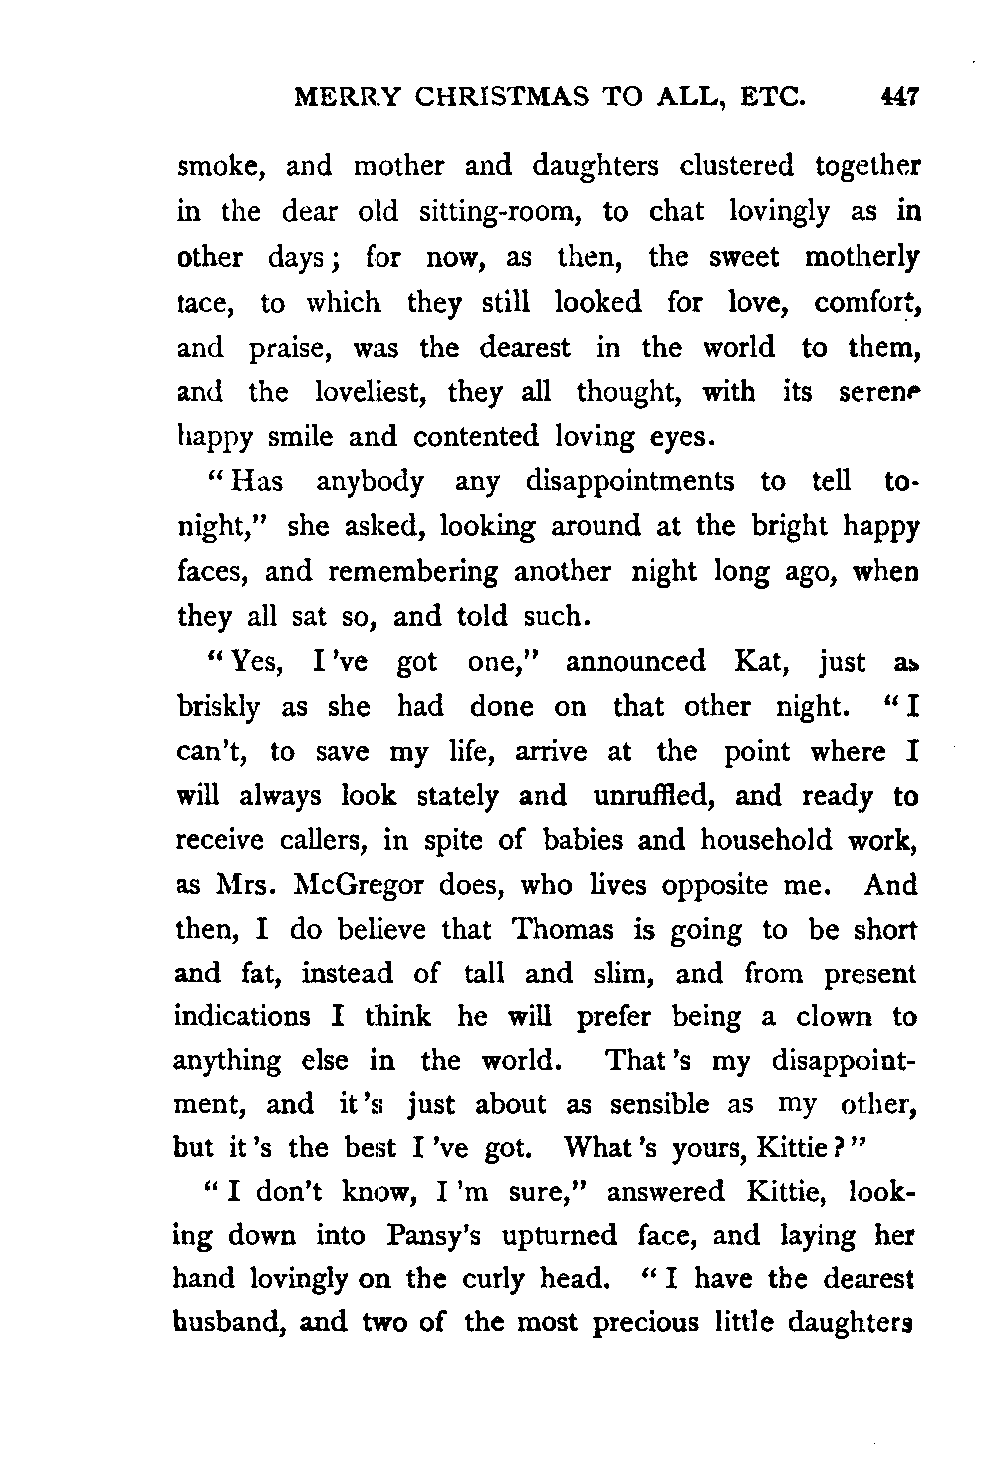 MERRY CHRISTMAS TO ALL, ETC. 447
smoke, and mother and daughters clustered together
in the dear old sitting-room, to chat lovingly as in
other days; for now, as then, the sweet motherly
tace, to which they still looked for love, comfort,
and praise, was the dearest in the world to them,
and the loveliest, they all thought, with its serene
happy smile and contented loving eyes.
"Has anybody any disappointments to tell to-
night," she asked, looking around at the bright happy
faces, and remembering another night long ago, when
they all sat so, and told such.
"Yes, I've got one," announced Kat, just as
briskly as she had done on that other night. "I
can't, to save my life, arrive at the point where I
will always look stately and unruffled, and ready to
receive callers, in spite of babies and household work,
as Mrs. McGregor does, who lives opposite me. And
then, I do believe that Thomas is going to be short
and fat, instead of tall and slim, and from present
indications I think he will prefer being a clown to
anything else in the world. That's my disappoint-
ment, and it's just about as sensible as my other,
but it's the best I've got. What's yours, Kittie?"
"I don't know, I'm sure," answered Kittie, look-
ing down into Pansy's upturned face, and laying her
hand lovingly on the curly head. "I have the dearest
husband, and two of the most precious little daughters